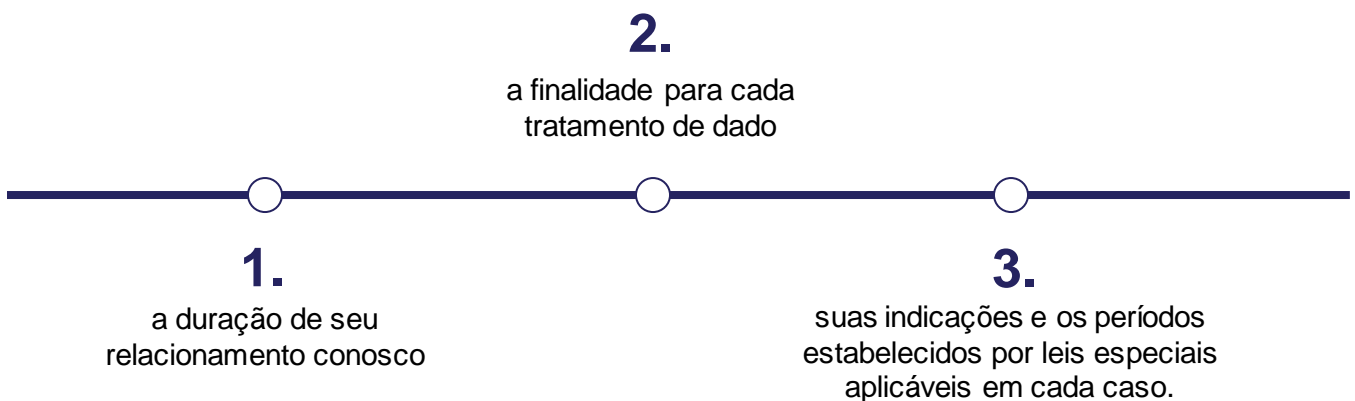 2.
a finalidade para cada
tratamento de dado
1.
a duração de seu
relacionamento conosco
3.
suas indicações e os períodos
estabelecidos por leis especiais
aplicáveis em cada caso.